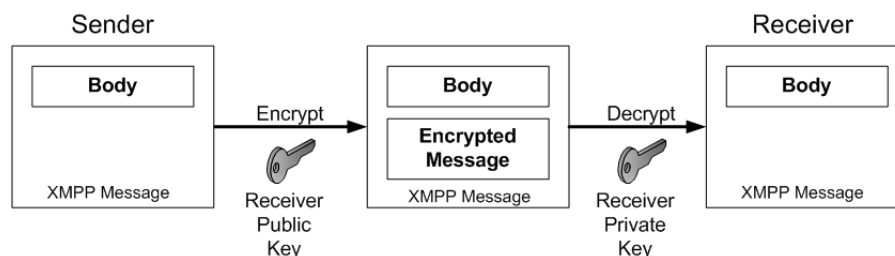 Sender
Receiver
Body
Encrypt
Body
Decrypt
Body
Encrypted
Message
XMPP Message
Receiver
Public
Key
XMPP Message
Receiver
Private
Key
XMPP Message